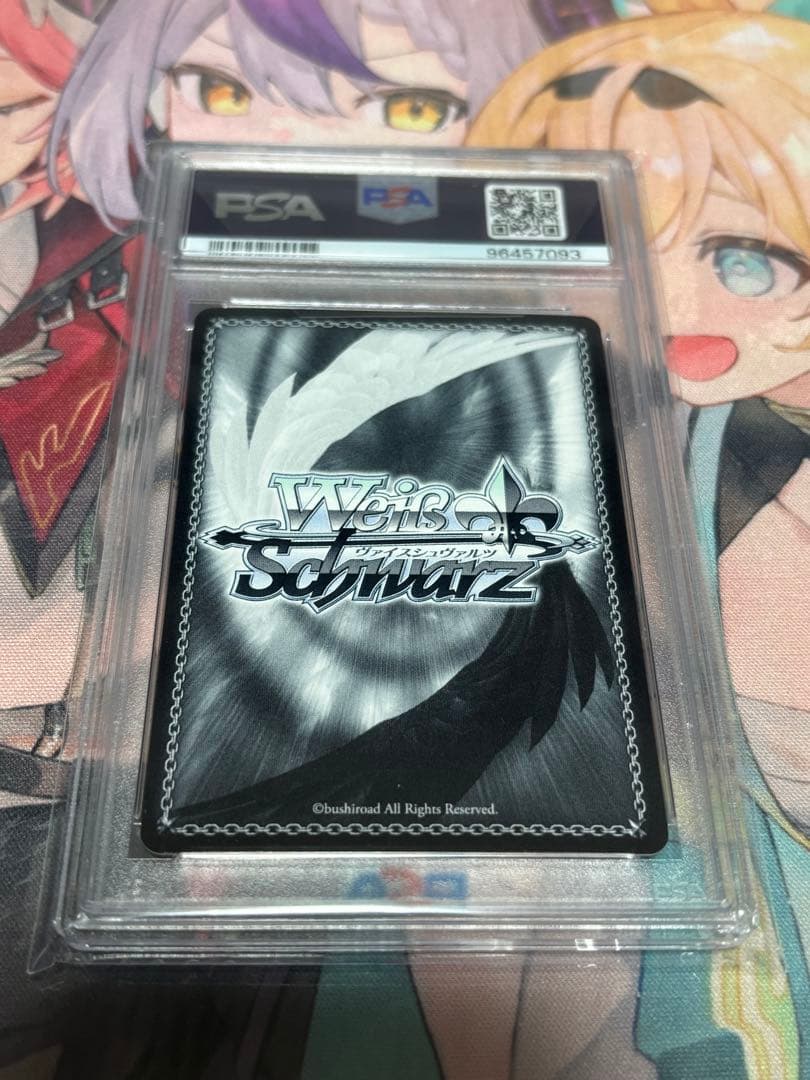 PSA
PSA
96457093
Weiß
ヴァイスシュヴァルツ
Schwarz
©bushiroad All Rights Reserved.
PSA